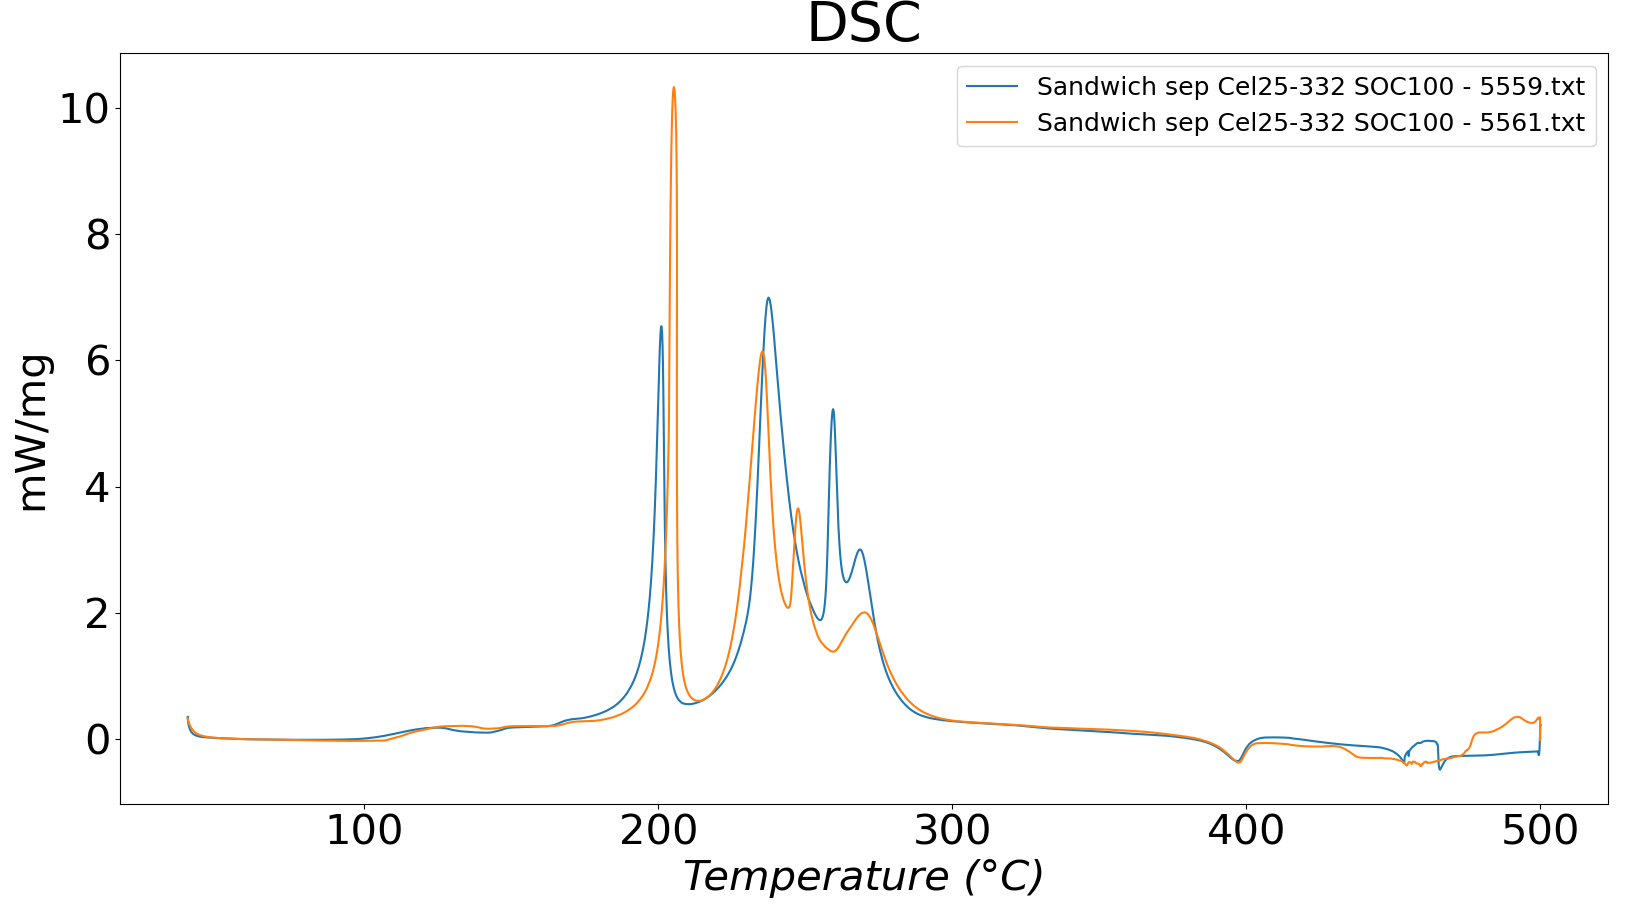 DSC
Sandwich sep Cel25-332 SOC100 - 5559.txt
Sandwich sep Cel25-332 SOC100 - 5561.txt
10
8
6
4
2
0
mW/mg
100 200 300 400 500
Temperature (°C)